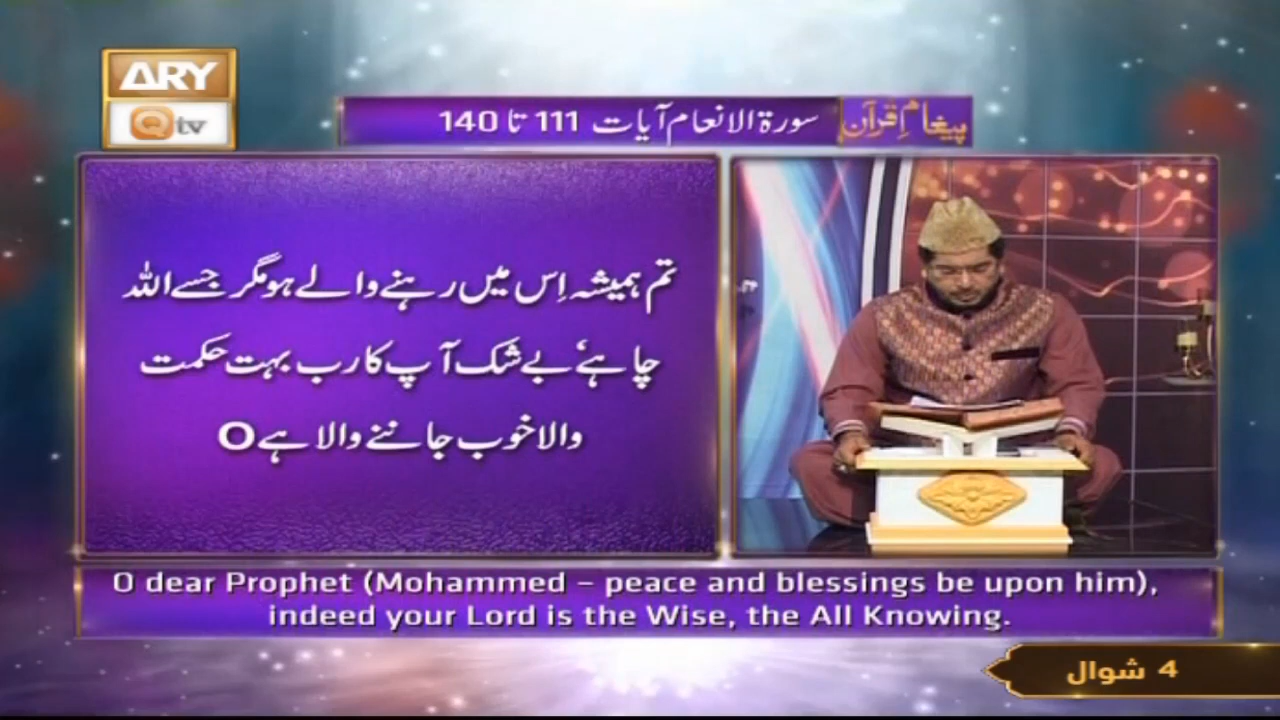 ARY
Qtv
پیغامِ قرآن
سورۃ الانعام آیات 111 تا 140
تم ہمیشہ اِس میں رہنے والے ہو مگر جسے اللہ
چاہے بے شک آپ کا رب بہت حکمت
والا خوب جاننے والا ہے O
O dear Prophet (Mohammed – peace and blessings be upon him),
indeed your Lord is the Wise, the All Knowing.
4 شوال